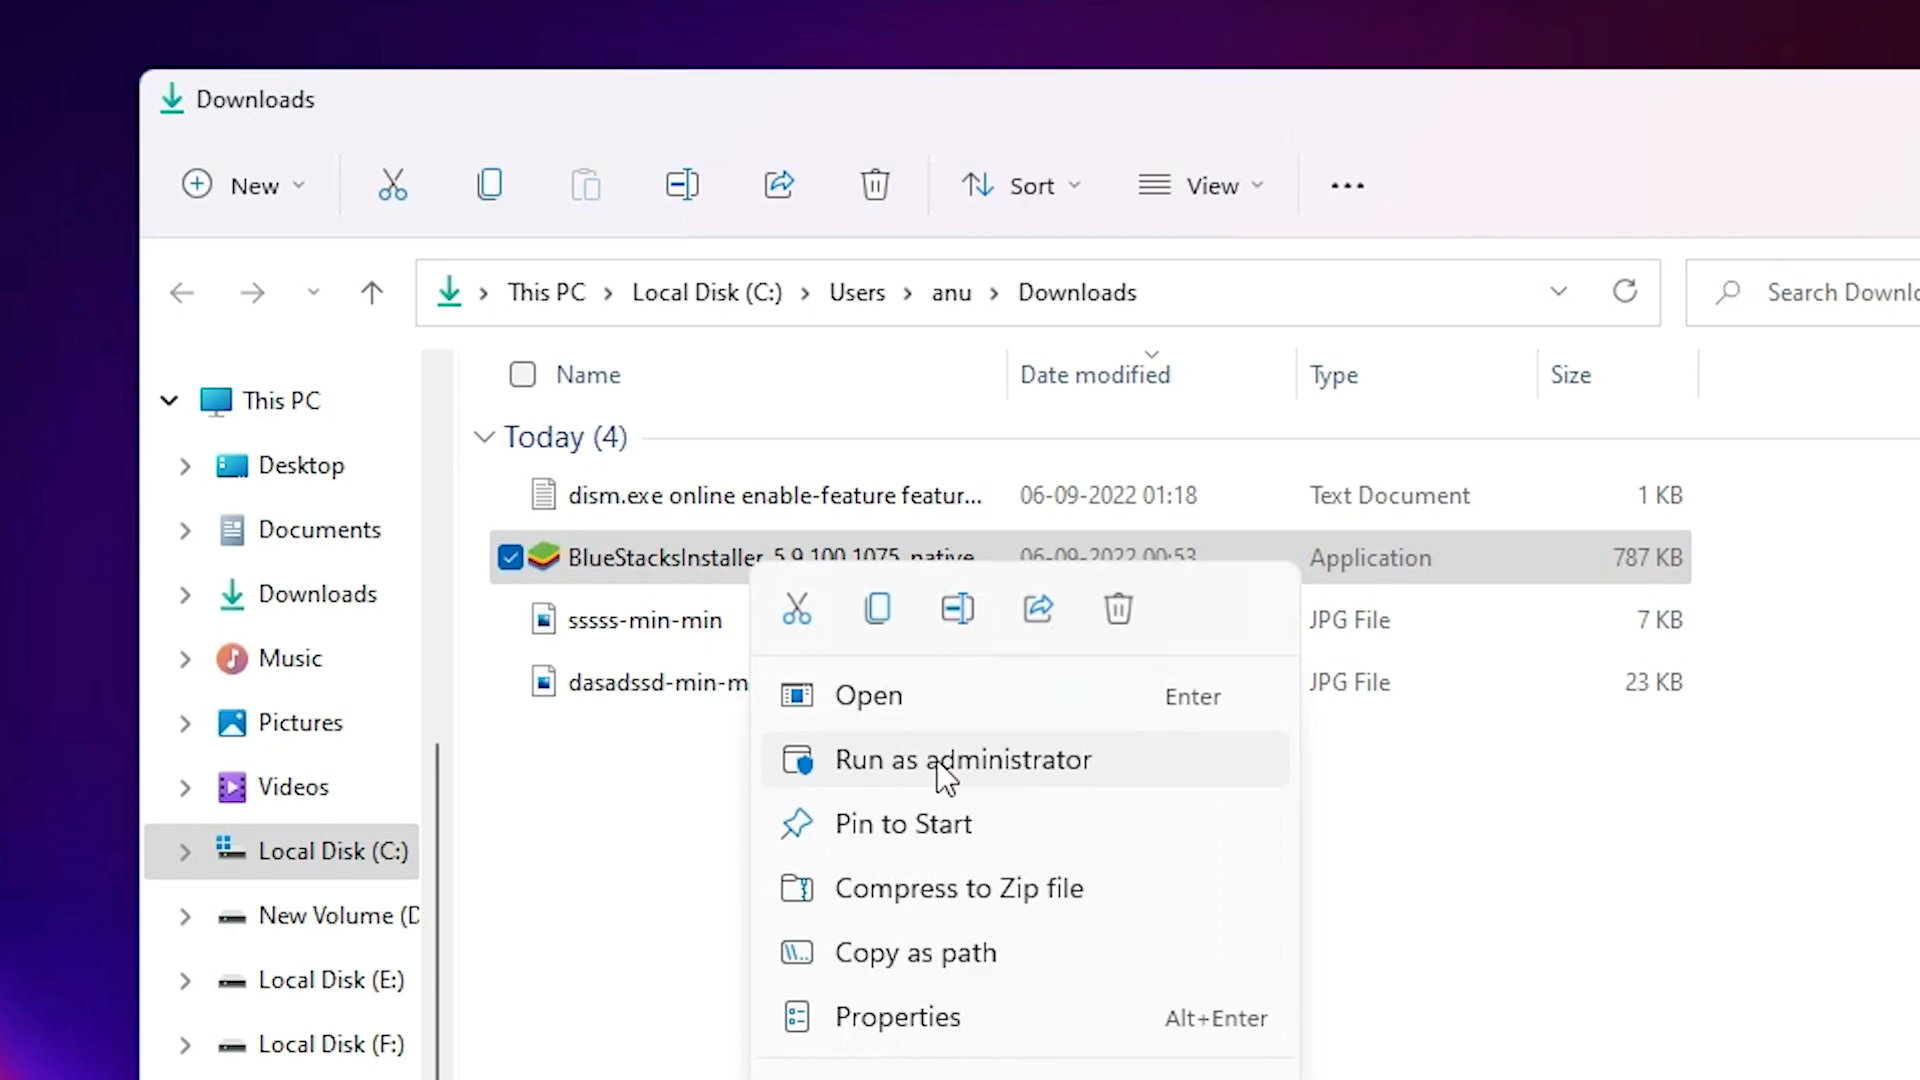 Downloads
New
Sort
View
This PC
Local Disk (C:)
Users
anu
Downloads
Search Downlo
Name
Date modified
Type
Size
This PC
Desktop
Documents
Downloads
Music
Pictures
Videos
Local Disk (C:)
New Volume (D
Local Disk (E:)
Local Disk (F:)
Today (4)
dism.exe online enable-feature featur... 06-09-2022 01:18 Text Document 1 KB
BlueStacksInstaller_5.9.100.1075_native... 06-09-2022 00:53 Application 787 KB
sssss-min-min JPG File 7 KB
dasadssd-min-m JPG File 23 KB
Open Enter
Run as administrator
Pin to Start
Compress to Zip file
Copy as path
Properties Alt+Enter